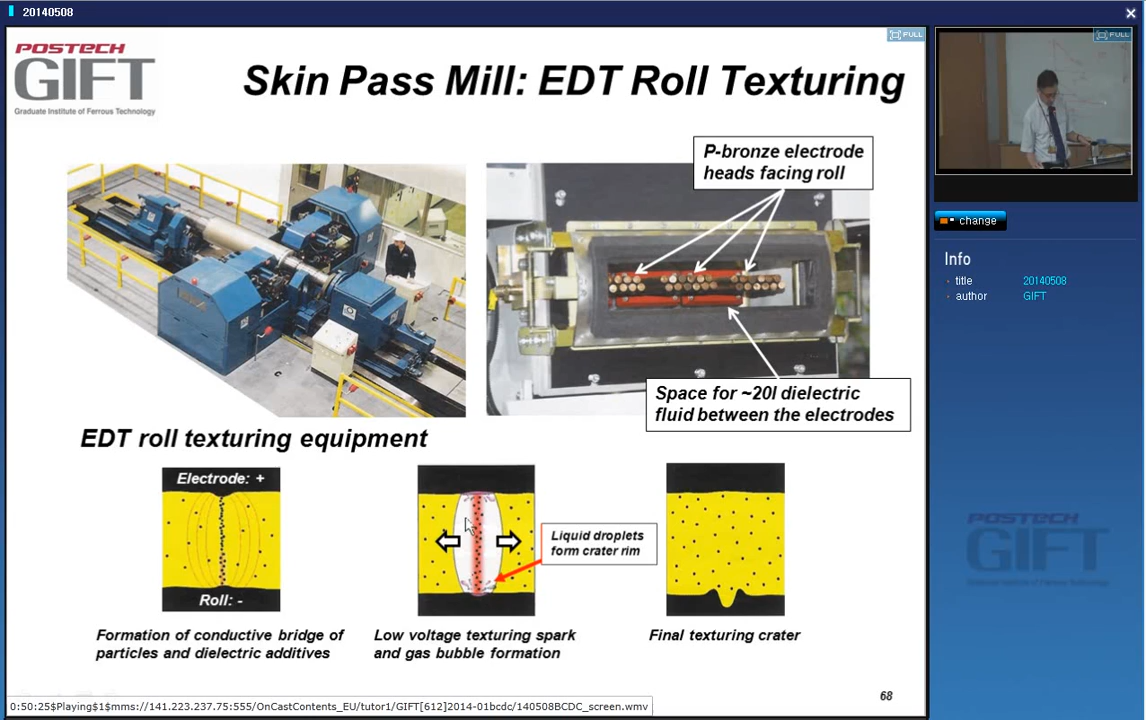 20140508
FULL
POSTECH
GIFT
Graduate Institute of Ferrous Technology
Skin Pass Mill: EDT Roll Texturing
P-bronze electrode
heads facing roll
Space for ~20l dielectric
fluid between the electrodes
EDT roll texturing equipment
Electrode: +
Roll: -
Liquid droplets
form crater rim
Formation of conductive bridge of
particles and dielectric additives
Low voltage texturing spark
and gas bubble formation
Final texturing crater
68
0:50:25$Playing$1$mms://141.223.237.75:555/OnCastContents_EU/tutor1/GIFT[612]2014-01bcdc/140508BCDC_screen.wmv
FULL
change
Info
title 20140508
author GIFT
POSTECH
GIFT